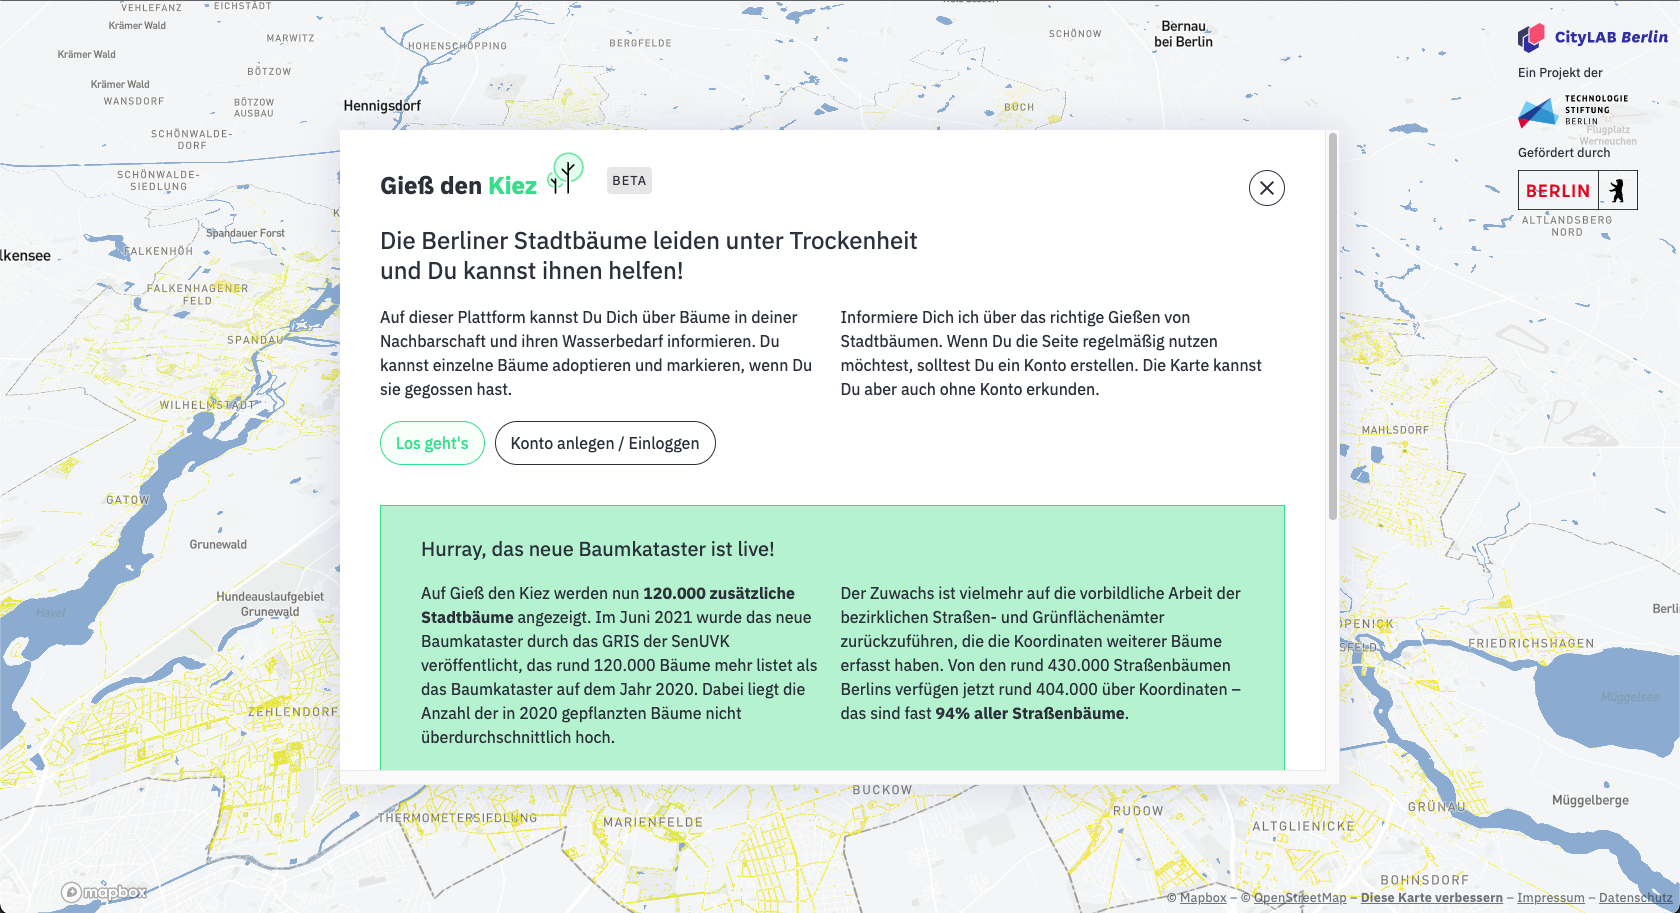 VEHLEFANZ
EICHSTÄDT
Krämer Wald
MARWITZ
HOHENSCHÖPPING
BERGFELDE
SCHÖNOW
Bernau
bei Berlin
Krämer Wald
BÖTZOW
Krämer Wald
WANSDORF
BÖTZOW
AUSBAU
Hennigsdorf
BUCH
SCHÖNWALDE-
DORF
SCHÖNWALDE-
SIEDLUNG
CityLAB Berlin
Ein Projekt der
TECHNOLOGIE
STIFTUNG
BERLIN
Flugplatz
Werneuchen
Gefördert durch
BERLIN
ALTLANDSBERG
NORD
Gieß den Kiez
BETA
Die Berliner Stadtbäume leiden unter Trockenheit
und Du kannst ihnen helfen!
Auf dieser Plattform kannst Du Dich über Bäume in deiner
Nachbarschaft und ihren Wasserbedarf informieren. Du
kannst einzelne Bäume adoptieren und markieren, wenn Du
sie gegossen hast.
Informiere Dich ich über das richtige Gießen von
Stadtbäumen. Wenn Du die Seite regelmäßig nutzen
möchtest, solltest Du ein Konto erstellen. Die Karte kannst
Du aber auch ohne Konto erkunden.
Los geht's
Konto anlegen / Einloggen
Hurray, das neue Baumkataster ist live!
Auf Gieß den Kiez werden nun 120.000 zusätzliche
Stadtbäume angezeigt. Im Juni 2021 wurde das neue
Baumkataster durch das GRIS der SenUVK
veröffentlicht, das rund 120.000 Bäume mehr listet als
das Baumkataster auf dem Jahr 2020. Dabei liegt die
Anzahl der in 2020 gepflanzten Bäume nicht
überdurchschnittlich hoch.
Der Zuwachs ist vielmehr auf die vorbildliche Arbeit der
bezirklichen Straßen- und Grünflächenämter
zurückzuführen, die die Koordinaten weiterer Bäume
erfasst haben. Von den rund 430.000 Straßenbäumen
Berlins verfügen jetzt rund 404.000 über Koordinaten –
das sind fast 94% aller Straßenbäume.
Spandauer Forst
FALKENHÖH
lkensee
FALKENHAGENER
FELD
SPANDAU
WILHELMSTADT
GATOW
Grunewald
Hundeauslaufgebiet
Grunewald
Havel
ZEHLENDORF
MAHLSDORF
Berli
ÖPENICK
SFELD
FRIEDRICHSHAGEN
Müggelsee
THERMOMETERSIEDLUNG
MARIENFELDE
BUCKOW
RUDOW
ALTGLIENICKE
GRÜNAU
Müggelberge
BOHNSDORF
mapbox
© Mapbox – © OpenStreetMap – Diese Karte verbessern – Impressum – Datenschutz